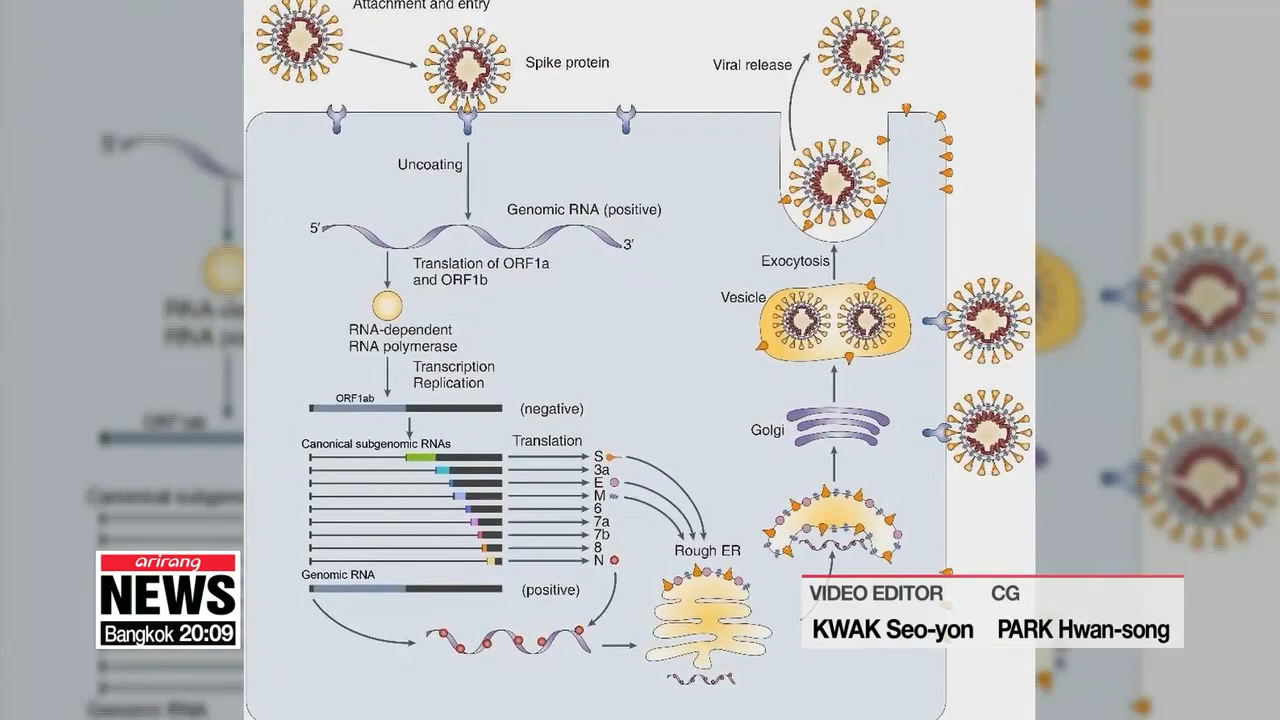 Attachment and entry
Spike protein
Viral release
Uncoating
Genomic RNA (positive)
5′
3′
Translation of ORF1a
and ORF1b
Exocytosis
Vesicle
RNA-dependent
RNA polymerase
Transcription
Replication
ORF1ab
(negative)
Golgi
Canonical subgenomic RNAs
Translation
S
3a
E
M
6
7a
7b
8
N
Rough ER
Genomic RNA
(positive)
arirang
NEWS
Bangkok 20:09
VIDEO EDITOR CG
KWAK Seo-yon PARK Hwan-song